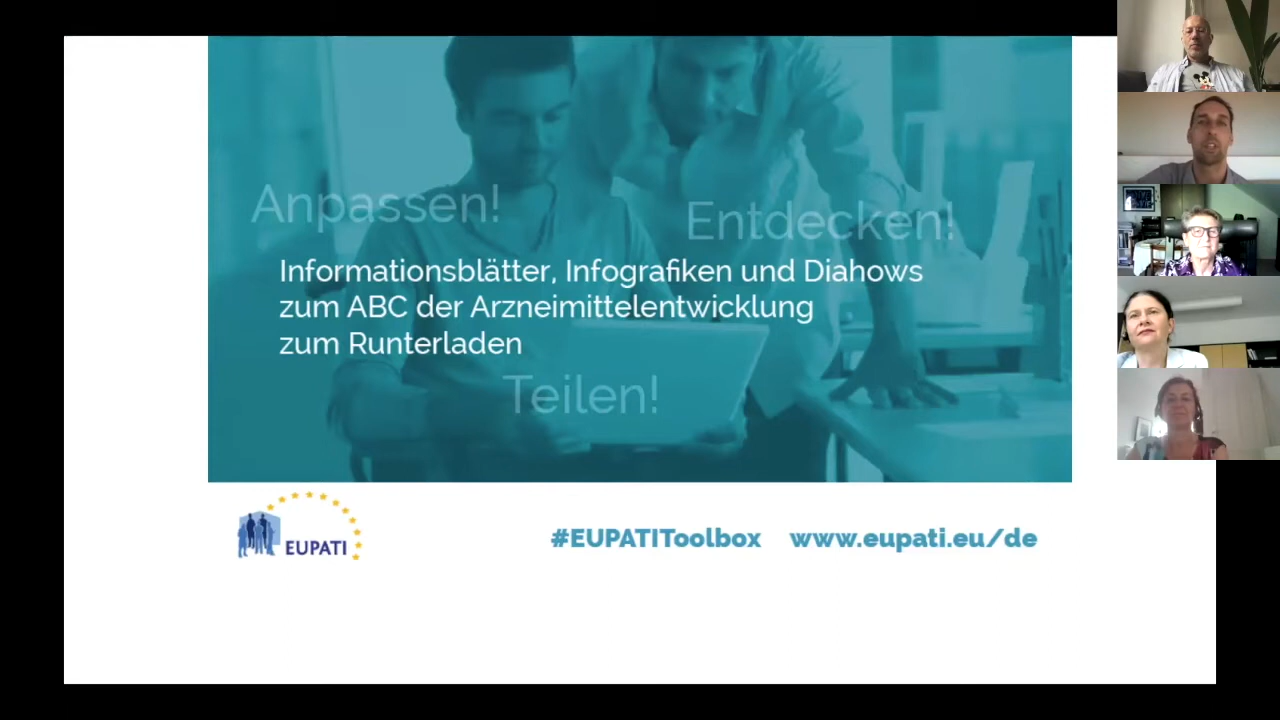 Anpassen!
Entdecken!
Informationsblätter, Infografiken und Diahows
zum ABC der Arzneimittelentwicklung
zum Runterladen
Teilen!
EUPATI
#EUPATIToolbox www.eupati.eu/de